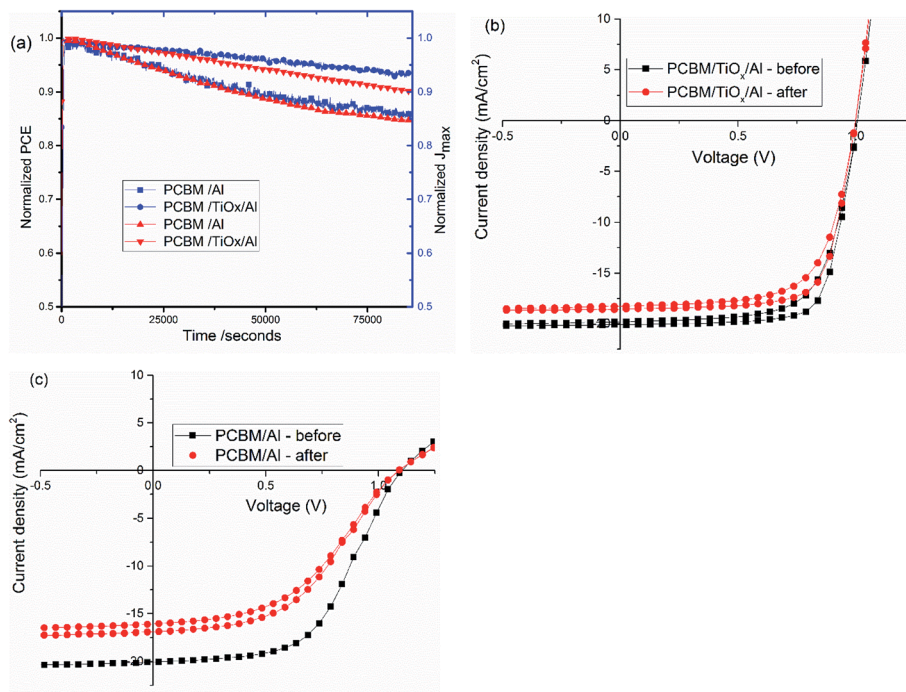 (a)
1.0
0.9
0.8
0.7
0.6
0.5
Normalized PCE
1.0
0.9
0.8
0.7
0.6
0.5
Normalized Jmax
PCBM /Al
PCBM /TiOx/Al
PCBM /Al
PCBM /TiOx/Al
0
25000
50000
75000
Time /seconds
(b)
10
5
0
-5
-10
-15
Current density (mA/cm²)
PCBM/TiOₓ/Al - before
PCBM/TiOₓ/Al - after
-0.5
0.0
0.5
1.0
Voltage (V)
(c)
10
5
0
-5
-10
-15
-20
Current density (mA/cm²)
PCBM/Al - before
PCBM/Al - after
-0.5
0.0
0.5
1.0
Voltage (V)